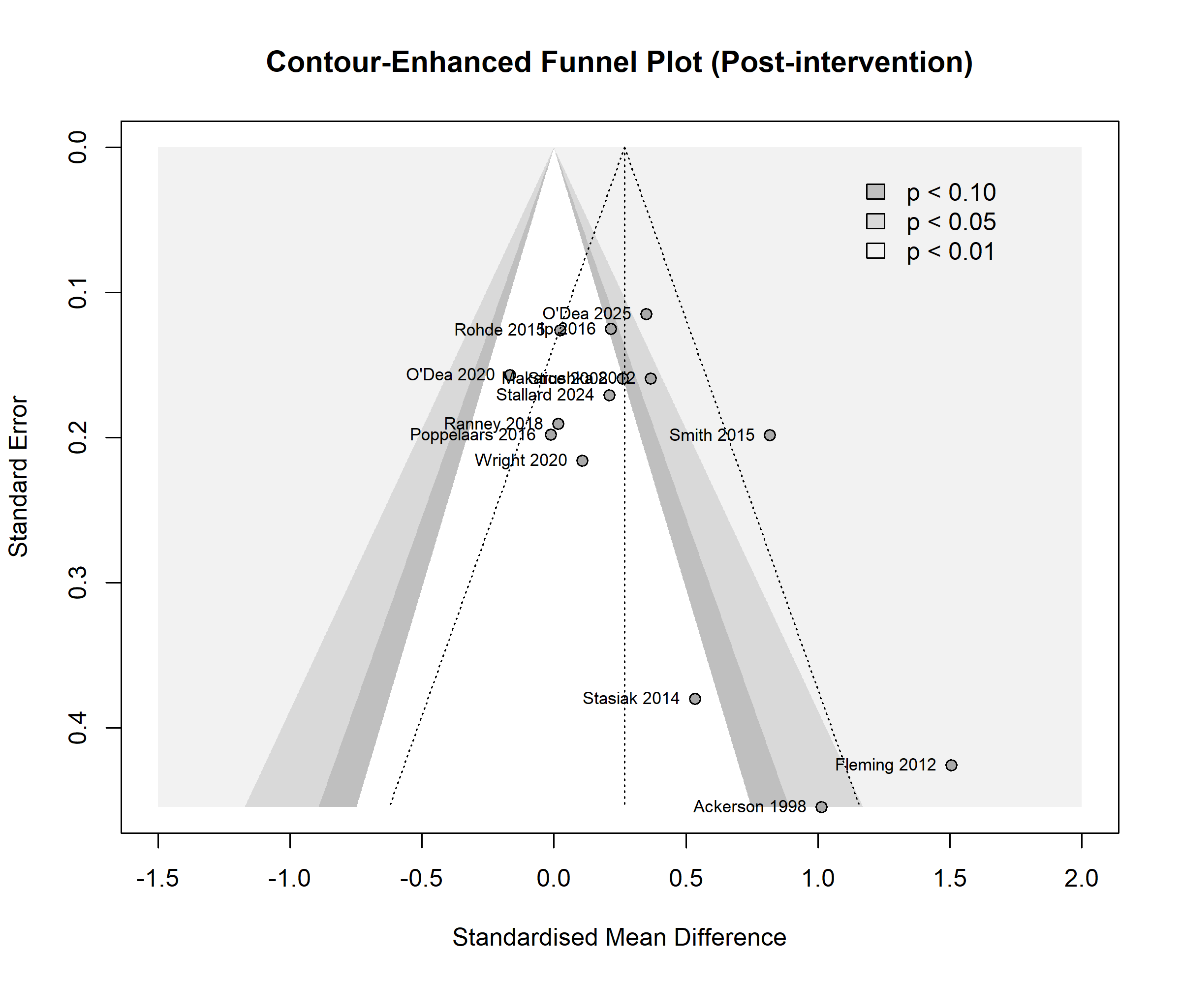 Contour-Enhanced Funnel Plot (Post-intervention)
p < 0.10
p < 0.05
p < 0.01
Standard Error
0.0
0.1
0.2
0.3
0.4
O'Dea 2025
Rohde 2015
Ip 2016
O'Dea 2020
Stallard 2024
Ranney 2018
Poppelaars 2016
Smith 2015
Wright 2020
Stasiak 2014
Fleming 2012
Ackerson 1998
-1.5
-1.0
-0.5
0.0
0.5
1.0
1.5
2.0
Standardised Mean Difference